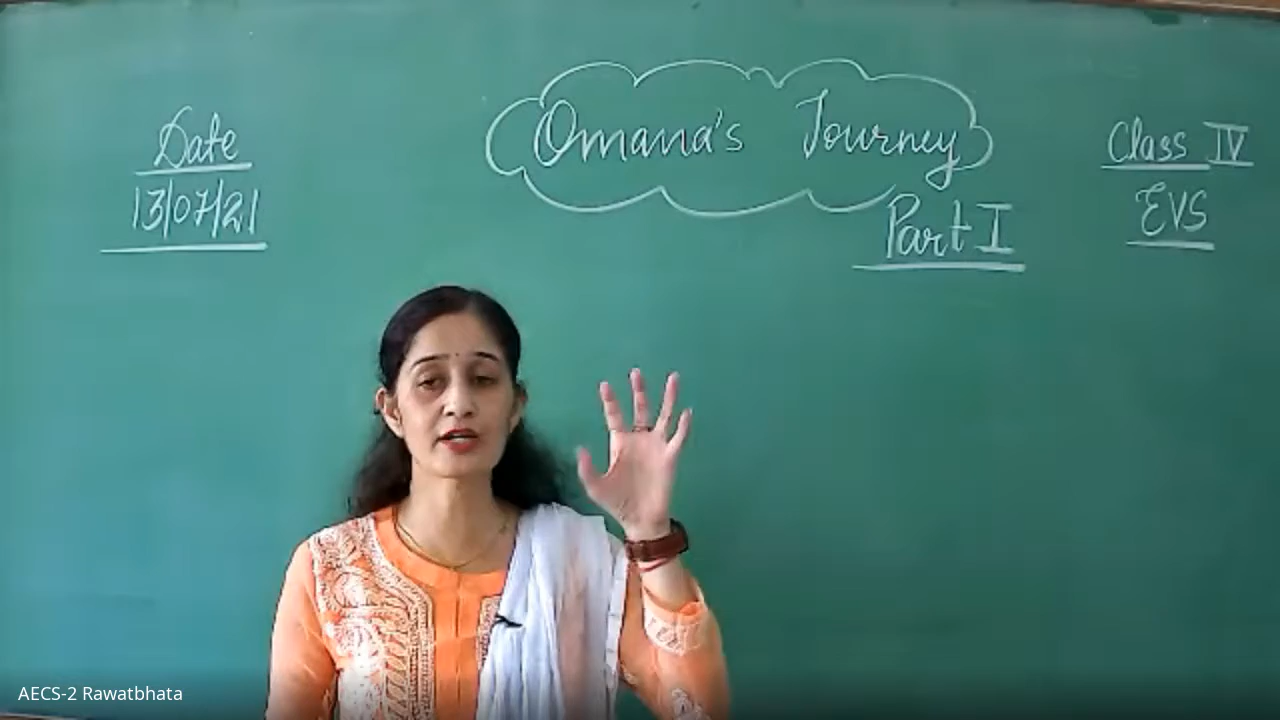 Date
13/07/21
Omana's Journey
Part I
Class IV
EVS
AECS-2 Rawatbhata